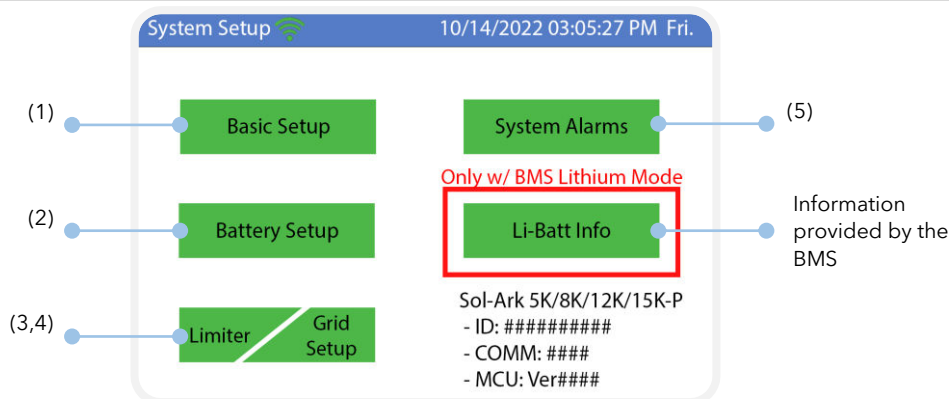 System Setup
10/14/2022 03:05:27 PM Fri.
(1)
Basic Setup
System Alarms
(5)
Only w/ BMS Lithium Mode
(2)
Battery Setup
Li-Batt Info
Information
provided by the
BMS
(3,4)
Limiter
Grid
Setup
Sol-Ark 5K/8K/12K/15K-P
- ID: ##########
- COMM: ####
- MCU: Ver####